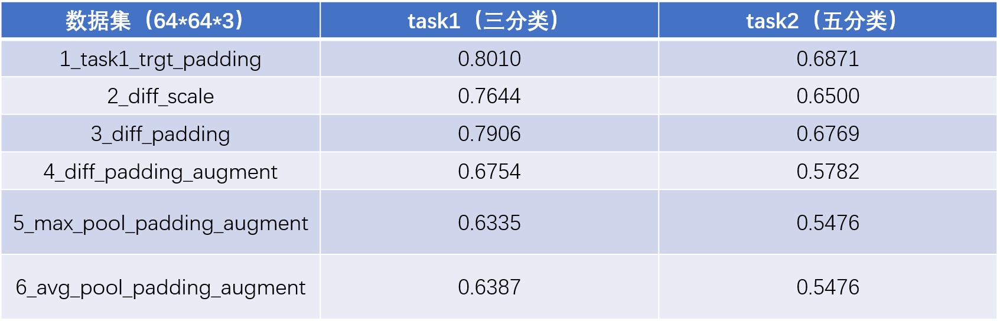 数据集（64*64*3） task1（三分类） task2（五分类）
1_task1_trgt_padding 0.8010 0.6871
2_diff_scale 0.7644 0.6500
3_diff_padding 0.7906 0.6769
4_diff_padding_augment 0.6754 0.5782
5_max_pool_padding_augment 0.6335 0.5476
6_avg_pool_padding_augment 0.6387 0.5476